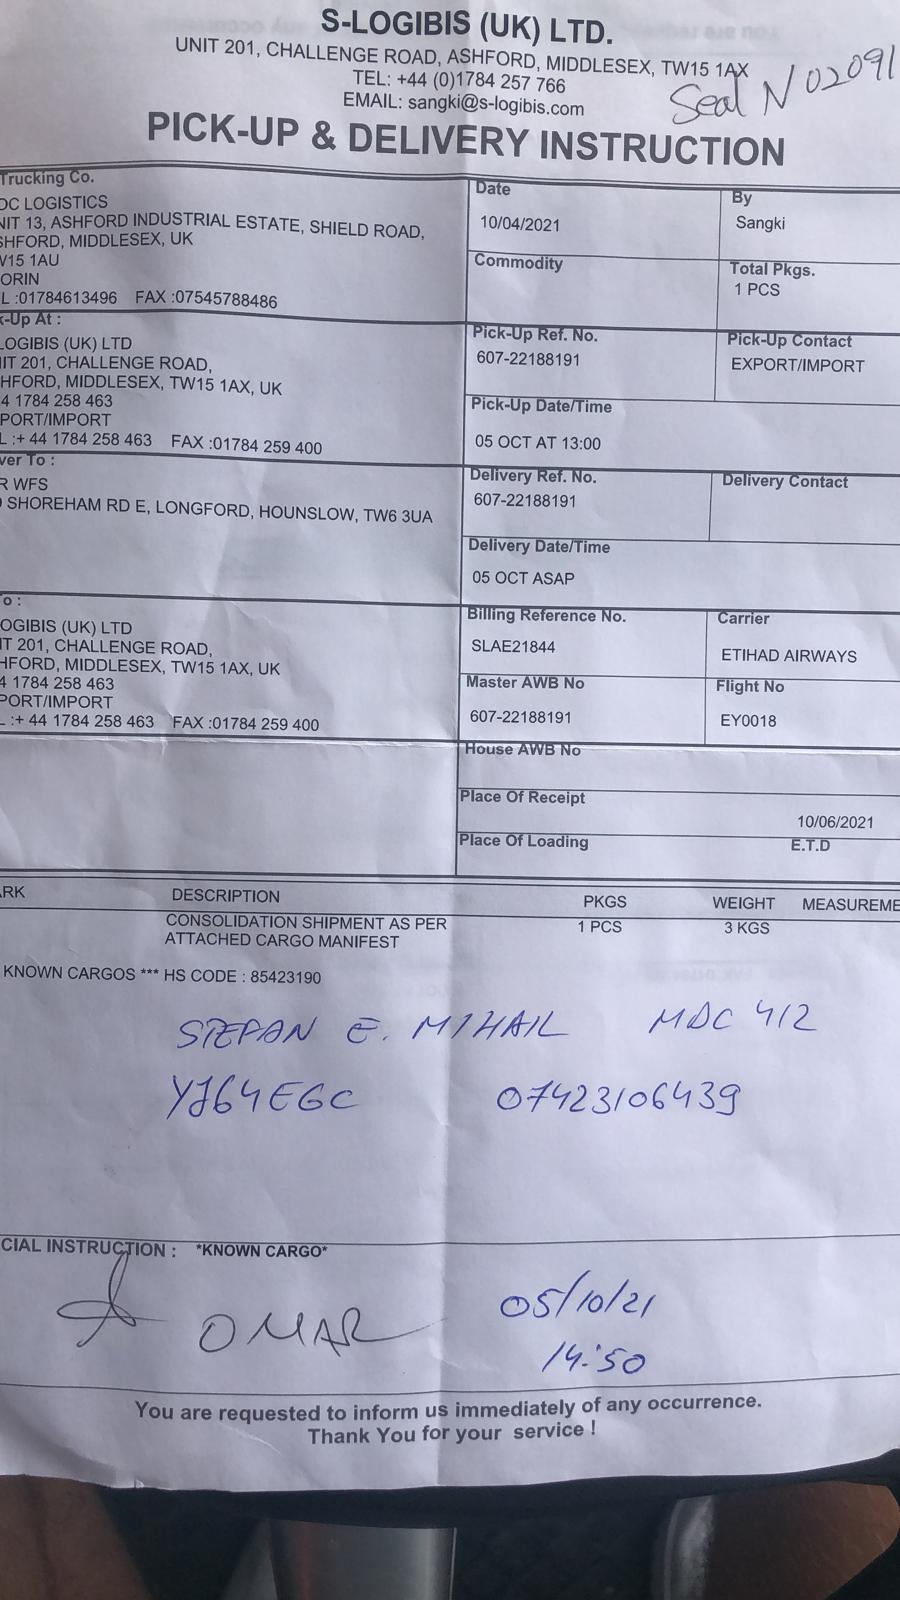 S-LOGIBIS (UK) LTD.
UNIT 201, CHALLENGE ROAD, ASHFORD, MIDDLESEX, TW15 1AX
TEL: +44 (0)1784 257 766
EMAIL: sangki@s-logibis.com
Seal N 02091
PICK-UP & DELIVERY INSTRUCTION
Trucking Co.
DC LOGISTICS
NIT 13, ASHFORD INDUSTRIAL ESTATE, SHIELD ROAD,
SHFORD, MIDDLESEX, UK
W15 1AU
ORIN
L :01784613496 FAX :07545788486
Date
10/04/2021
By
Sangki
Commodity
Total Pkgs.
1 PCS
k-Up At :
LOGIBIS (UK) LTD
IT 201, CHALLENGE ROAD,
HFORD, MIDDLESEX, TW15 1AX, UK
4 1784 258 463
PORT/IMPORT
L :+ 44 1784 258 463 FAX :01784 259 400
Pick-Up Ref. No.
607-22188191
Pick-Up Contact
EXPORT/IMPORT
Pick-Up Date/Time
05 OCT AT 13:00
ver To :
R WFS
SHOREHAM RD E, LONGFORD, HOUNSLOW, TW6 3UA
Delivery Ref. No.
607-22188191
Delivery Contact
Delivery Date/Time
05 OCT ASAP
o :
OGIBIS (UK) LTD
IT 201, CHALLENGE ROAD,
HFORD, MIDDLESEX, TW15 1AX, UK
4 1784 258 463
PORT/IMPORT
L :+ 44 1784 258 463 FAX :01784 259 400
Billing Reference No.
SLAE21844
Carrier
ETIHAD AIRWAYS
Master AWB No
607-22188191
Flight No
EY0018
House AWB No
Place Of Receipt
10/06/2021
Place Of Loading
E.T.D
ARK DESCRIPTION PKGS WEIGHT MEASUREME
CONSOLIDATION SHIPMENT AS PER 1 PCS 3 KGS
ATTACHED CARGO MANIFEST
KNOWN CARGOS *** HS CODE : 85423190
STEPAN E. MIHAIL MDC 412
YJ64EGC 07423106439
CIAL INSTRUCTION : *KNOWN CARGO*
OMAR
05/10/21
14:50
You are requested to inform us immediately of any occurrence.
Thank You for your service !